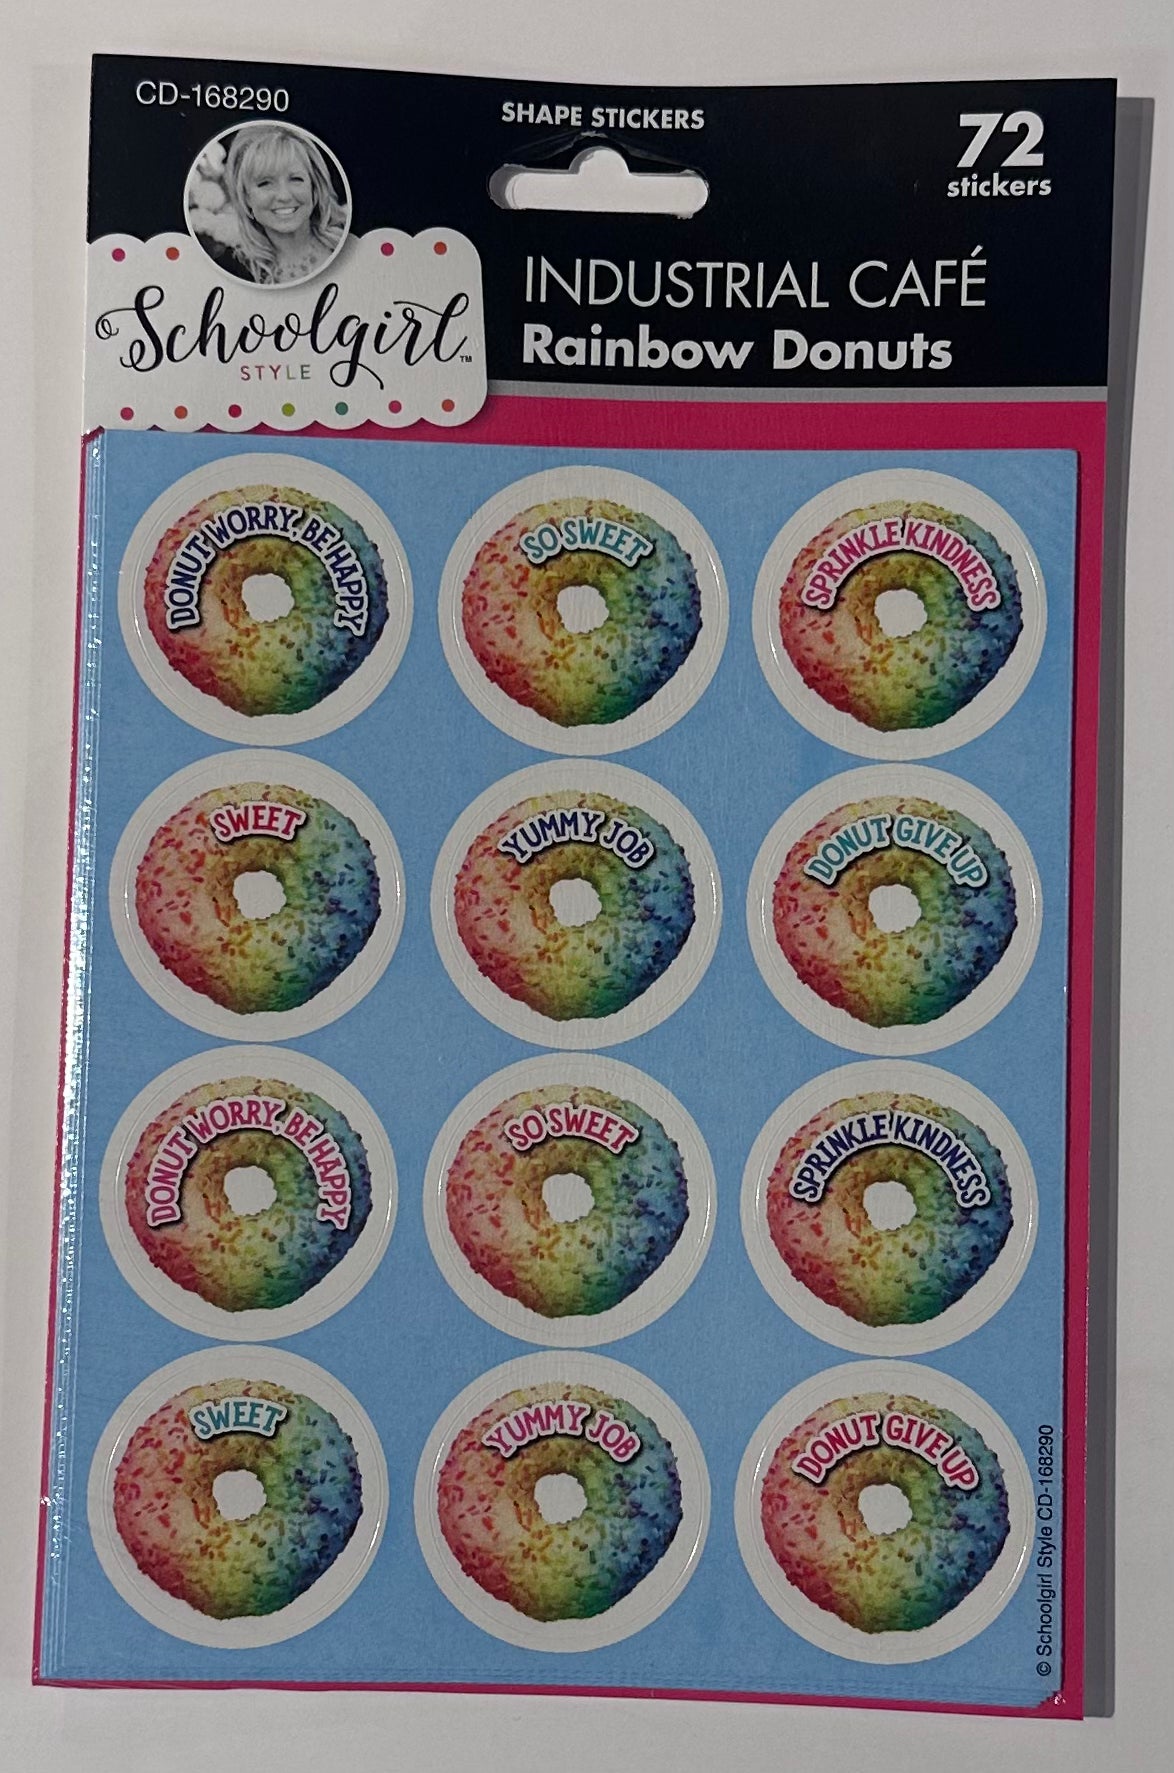 CD-168290
SHAPE STICKERS
72
stickers
Schoolgirl™
STYLE
INDUSTRIAL CAFÉ
Rainbow Donuts
DONUT WORRY, BE HAPPY
SO SWEET
SPRINKLE KINDNESS
SWEET
YUMMY JOB
DONUT GIVE UP
DONUT WORRY, BE HAPPY
SO SWEET
SPRINKLE KINDNESS
SWEET
YUMMY JOB
DONUT GIVE UP
© Schoolgirl Style CD-168290